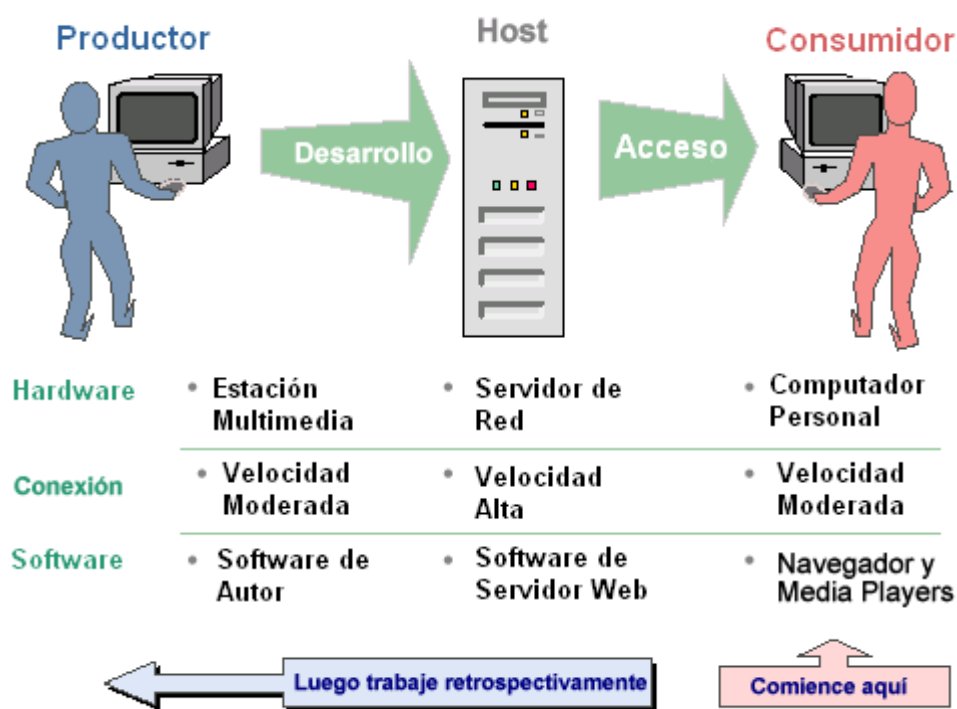 Productor
Host
Consumidor
Desarrollo
Acceso
Hardware
• Estación
Multimedia
• Servidor de
Red
• Computador
Personal
Conexión
• Velocidad
Moderada
• Velocidad
Alta
• Velocidad
Moderada
Software
• Software de
Autor
• Software de
Servidor Web
• Navegador y
Media Players
Luego trabaje retrospectivamente
Comience aquí